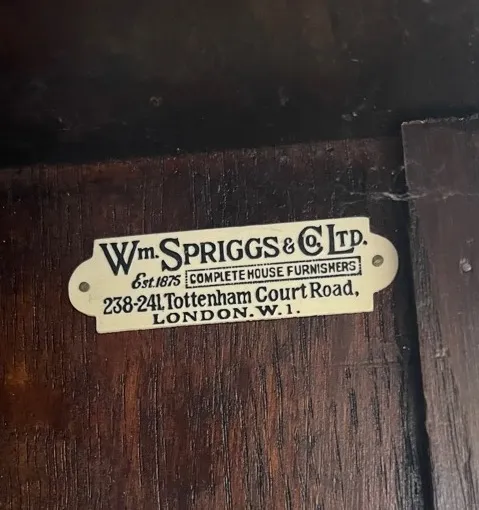 Wm. SPRIGGS & Co. LTD.
Est. 1875 COMPLETE HOUSE FURNISHERS
238-241, Tottenham Court Road,
LONDON. W.1.